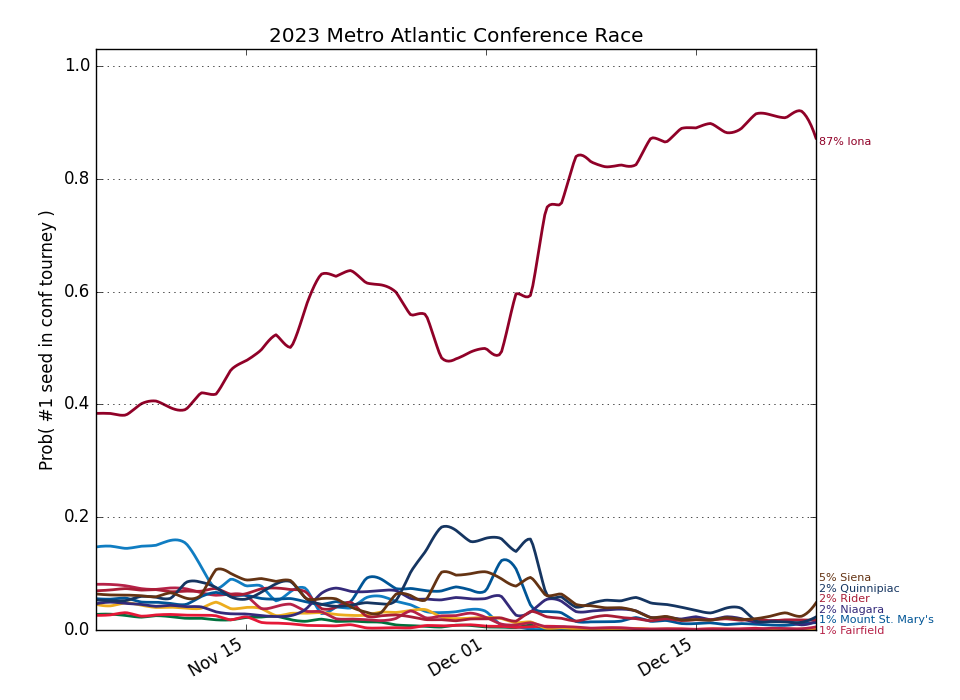 2023 Metro Atlantic Conference Race
Prob( #1 seed in conf tourney )
1.0
0.8
0.6
0.4
0.2
0.0
Nov 15
Dec 01
Dec 15
87% Iona
5% Siena
2% Quinnipiac
2% Rider
2% Niagara
1% Mount St. Mary's
1% Fairfield